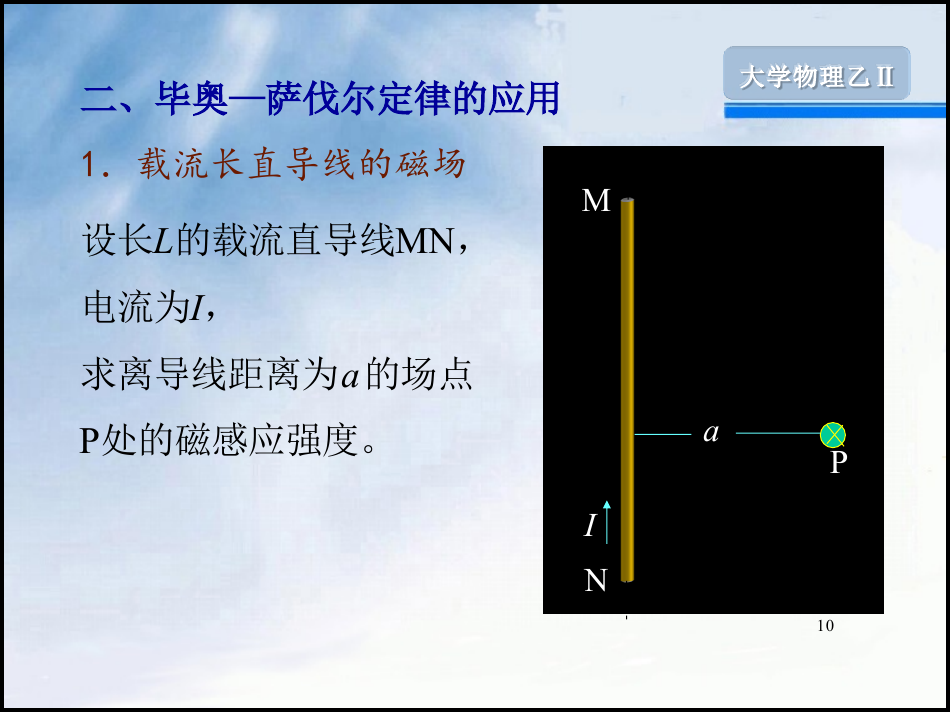 大学物理乙Ⅱ
二、毕奥—萨伐尔定律的应用
1．载流长直导线的磁场
设长L的载流直导线MN，
电流为I，
求离导线距离为a的场点
P处的磁感应强度。
M
a
P
I
N
10